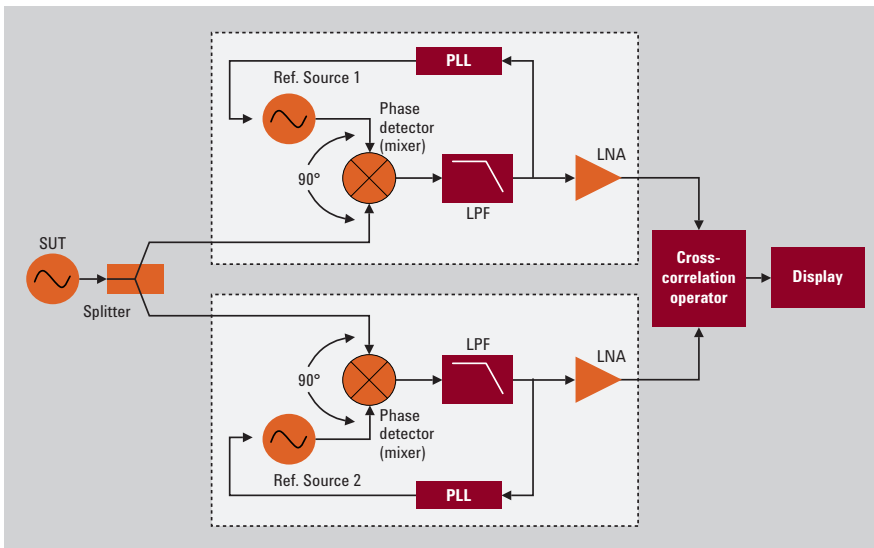 PLL
Ref. Source 1
Phase
detector
(mixer)
90°
LPF
LNA
SUT
Splitter
Cross-
correlation
operator
Display
90°
LPF
LNA
Phase
detector
(mixer)
Ref. Source 2
PLL